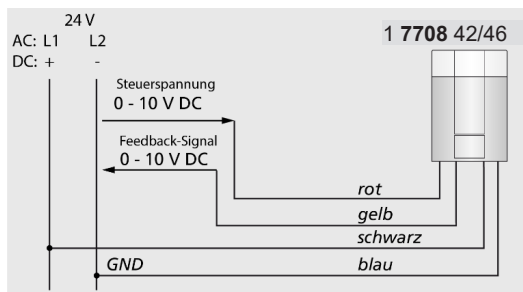 24 V
AC: L1 L2
DC: + -
1 7708 42/46
Steuerspannung
0 - 10 V DC
Feedback-Signal
0 - 10 V DC
rot
gelb
schwarz
GND blau